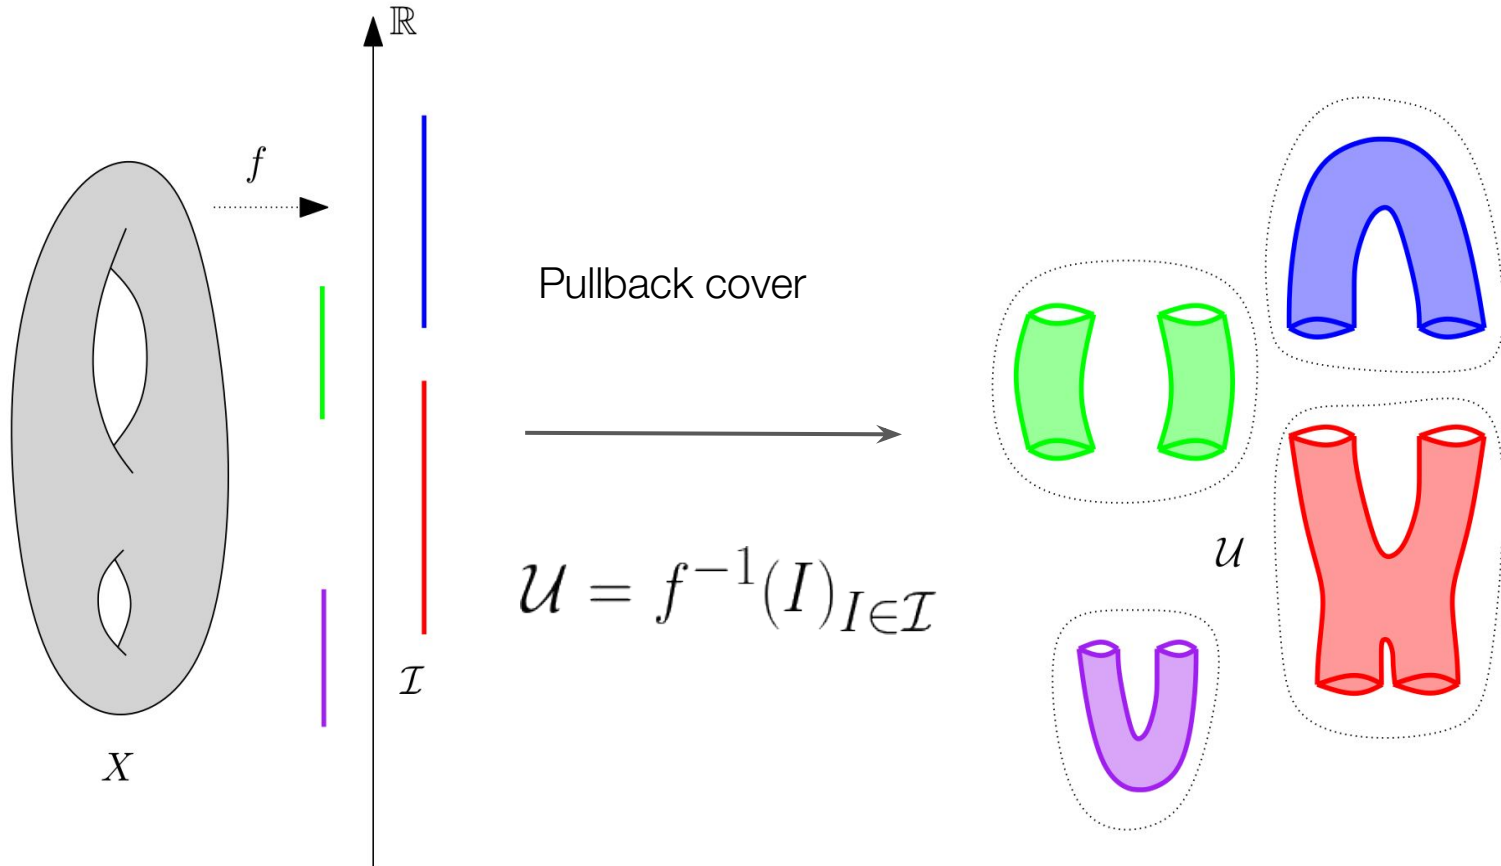 ℝ
f
Pullback cover
𝒰 = f⁻¹(I)_{I∈ℐ}
𝒰
ℐ
X